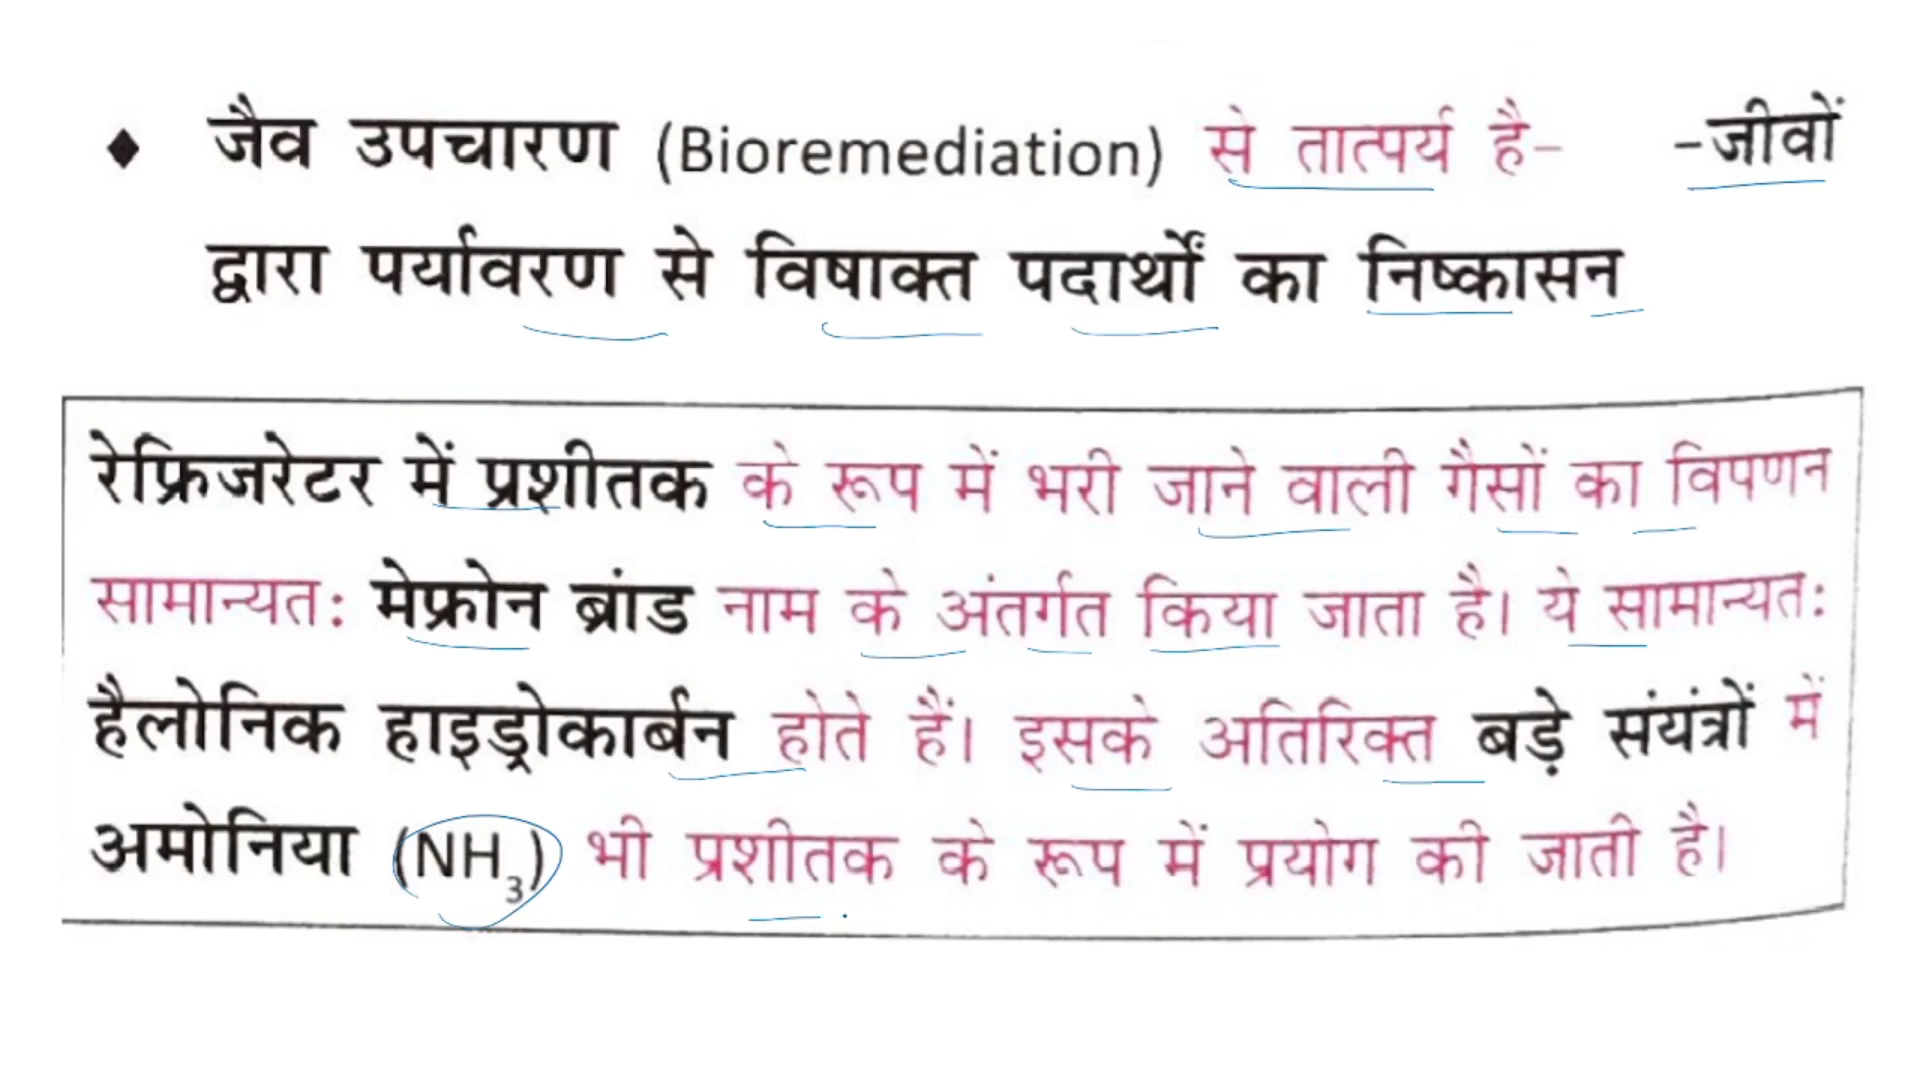 ♦ जैव उपचारण (Bioremediation) से तात्पर्य है- -जीवों
द्वारा पर्यावरण से विषाक्त पदार्थों का निष्कासन
रेफ्रिजरेटर में प्रशीतक के रूप में भरी जाने वाली गैसों का विपणन
सामान्यत: मेफ्रोन ब्रांड नाम के अंतर्गत किया जाता है। ये सामान्यत:
हैलोनिक हाइड्रोकार्बन होते हैं। इसके अतिरिक्त बड़े संयंत्रों में
अमोनिया (NH₃) भी प्रशीतक के रूप में प्रयोग की जाती है।